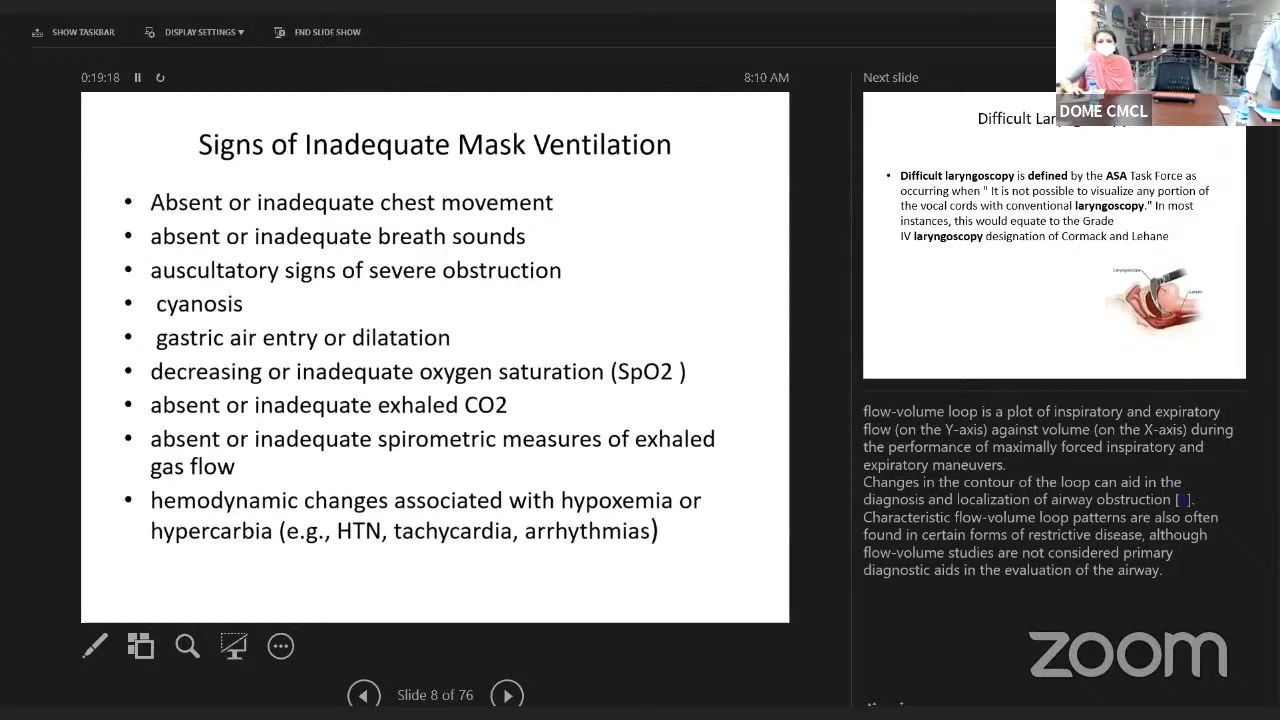 SHOW TASKBAR
DISPLAY SETTINGS ▾
END SLIDE SHOW
0:19:18
8:10 AM
Signs of Inadequate Mask Ventilation
• Absent or inadequate chest movement
• absent or inadequate breath sounds
• auscultatory signs of severe obstruction
• cyanosis
• gastric air entry or dilatation
• decreasing or inadequate oxygen saturation (SpO2 )
• absent or inadequate exhaled CO2
• absent or inadequate spirometric measures of exhaled
gas flow
• hemodynamic changes associated with hypoxemia or
hypercarbia (e.g., HTN, tachycardia, arrhythmias)
Slide 8 of 76
Next slide
DOME CMCL
Difficult
• Difficult laryngoscopy is defined by the ASA Task Force as
occurring when " It is not possible to visualize any portion of
the vocal cords with conventional laryngoscopy." In most
instances, this would equate to the Grade
IV laryngoscopy designation of Cormack and Lehane
Laryngoscope
Larynx
flow-volume loop is a plot of inspiratory and expiratory
flow (on the Y-axis) against volume (on the X-axis) during
the performance of maximally forced inspiratory and
expiratory maneuvers.
Changes in the contour of the loop can aid in the
diagnosis and localization of airway obstruction [ ].
Characteristic flow-volume loop patterns are also often
found in certain forms of restrictive disease, although
flow-volume studies are not considered primary
diagnostic aids in the evaluation of the airway.
zoom